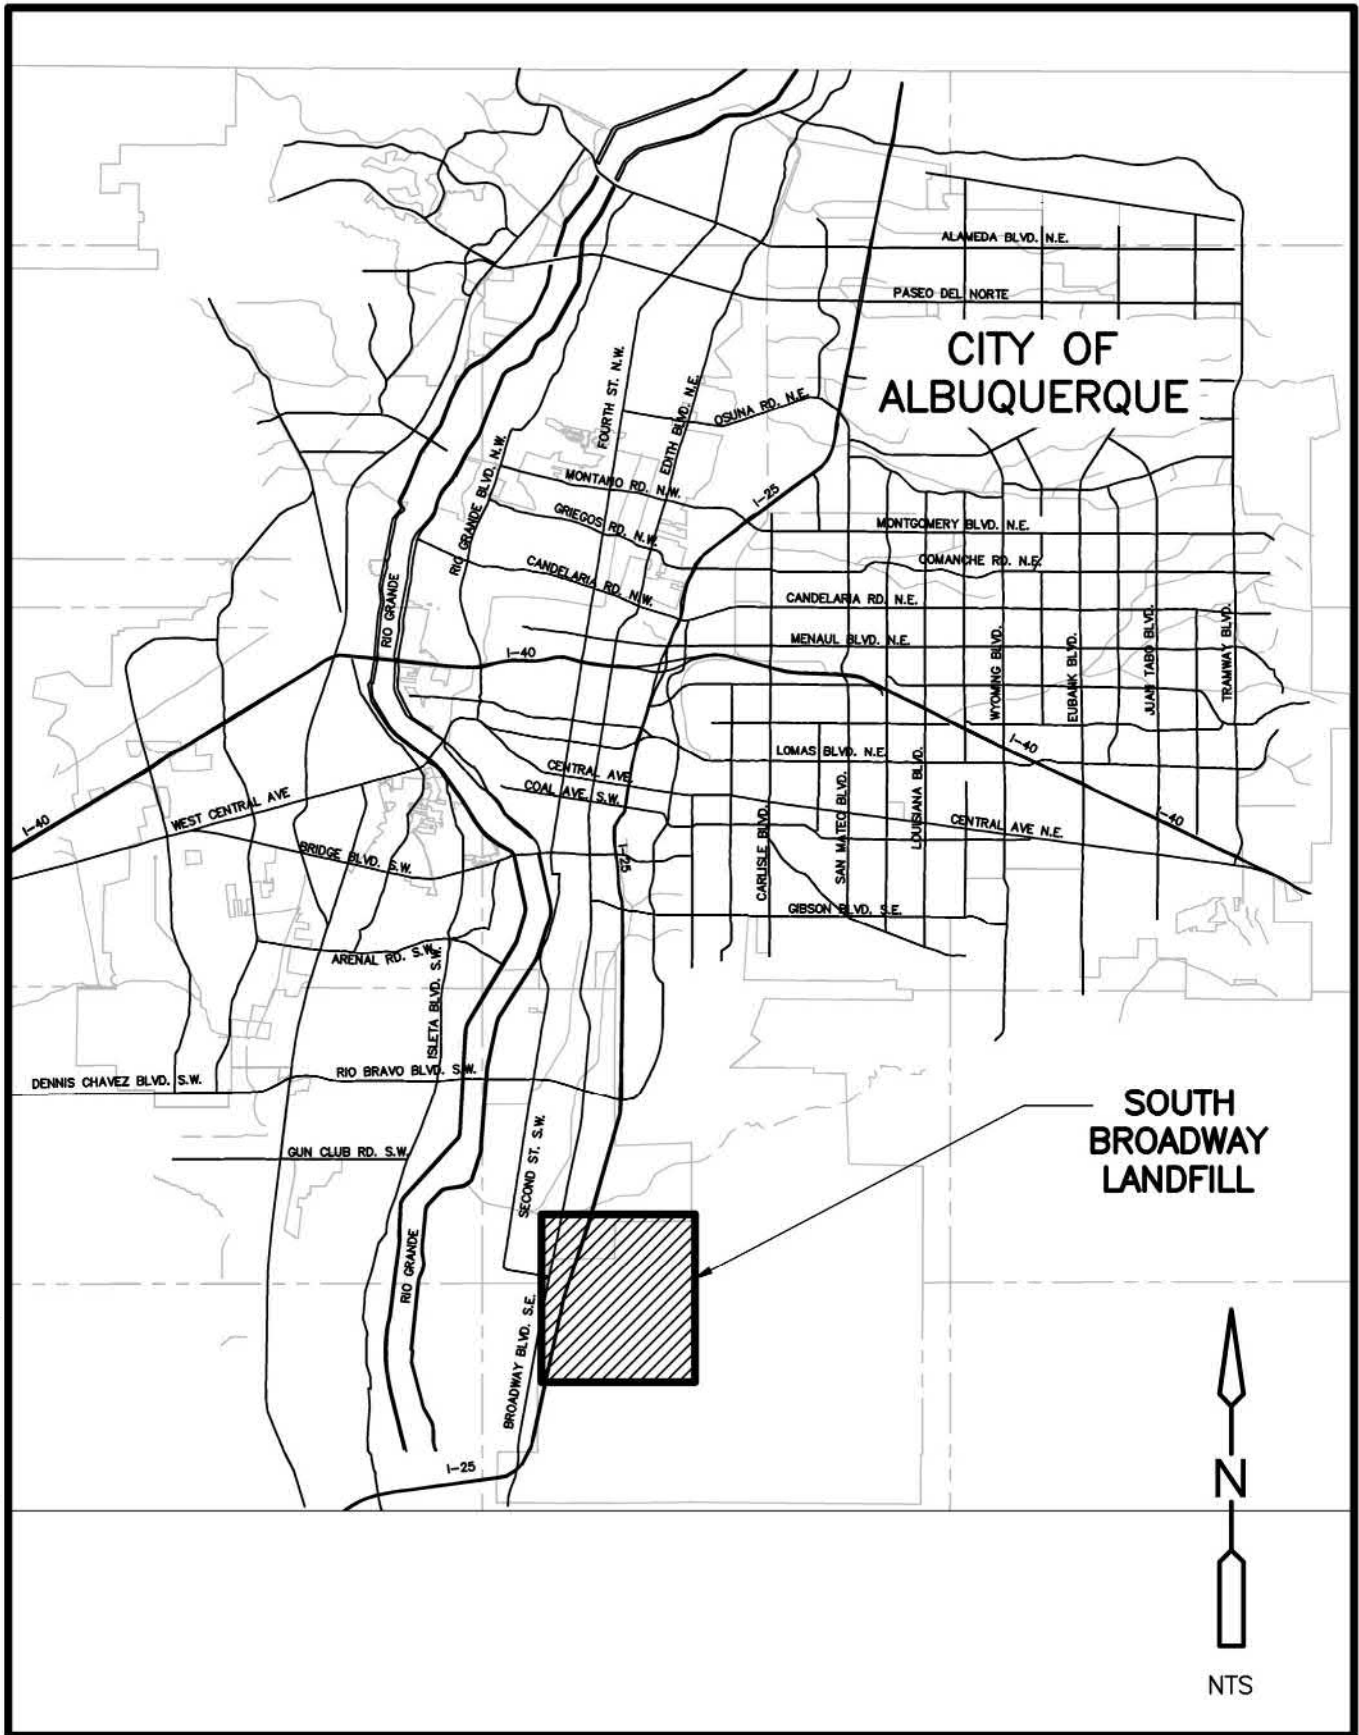 ALAMEDA BLVD. N.E.
PASEO DEL NORTE
CITY OF
ALBUQUERQUE
FOURTH ST. N.W.
EDITH BLVD. N.E.
OSUNA RD. N.E.
RIO GRANDE BLVD. N.W.
MONTANO RD. N.W.
I-25
GRIEGOS RD. N.W.
MONTGOMERY BLVD. N.E.
COMANCHE RD. N.E.
CANDELARIA RD. N.W.
CANDELARIA RD. N.E.
RIO GRANDE
MENAUL BLVD. N.E.
I-40
WYOMING BLVD.
EUBANK BLVD.
JUAN TABO BLVD.
TRAMWAY BLVD.
LOMAS BLVD. N.E.
I-40
CENTRAL AVE.
COAL AVE. S.W.
CARLISLE BLVD.
SAN MATEO BLVD.
LOUISIANA BLVD.
CENTRAL AVE N.E.
I-40
I-40
WEST CENTRAL AVE
BRIDGE BLVD. S.W.
I-25
GIBSON BLVD. S.E.
ARENAL RD. S.W.
ISLETA BLVD. S.W.
DENNIS CHAVEZ BLVD. S.W.
RIO BRAVO BLVD. S.W.
GUN CLUB RD. S.W.
SECOND ST. S.W.
SOUTH
BROADWAY
LANDFILL
RIO GRANDE
BROADWAY BLVD. S.E.
I-25
N
NTS